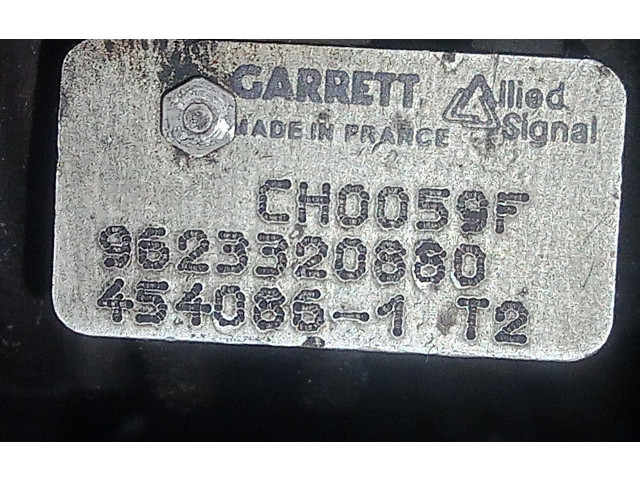 GARRETT
MADE IN FRANCE
Allied
Signal
CH0059F
9623320880
454086-1 T2